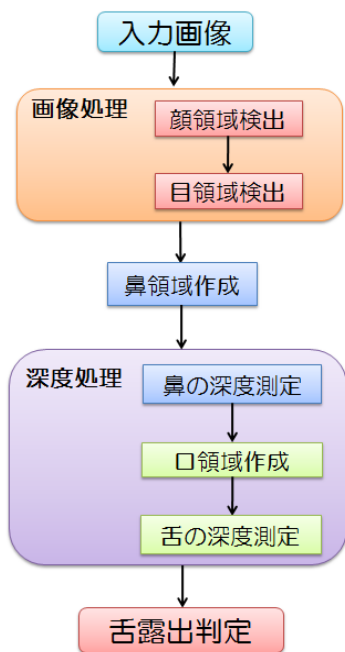 入力画像
画像処理
顔領域検出
目領域検出
鼻領域作成
深度処理
鼻の深度測定
口領域作成
舌の深度測定
舌露出判定